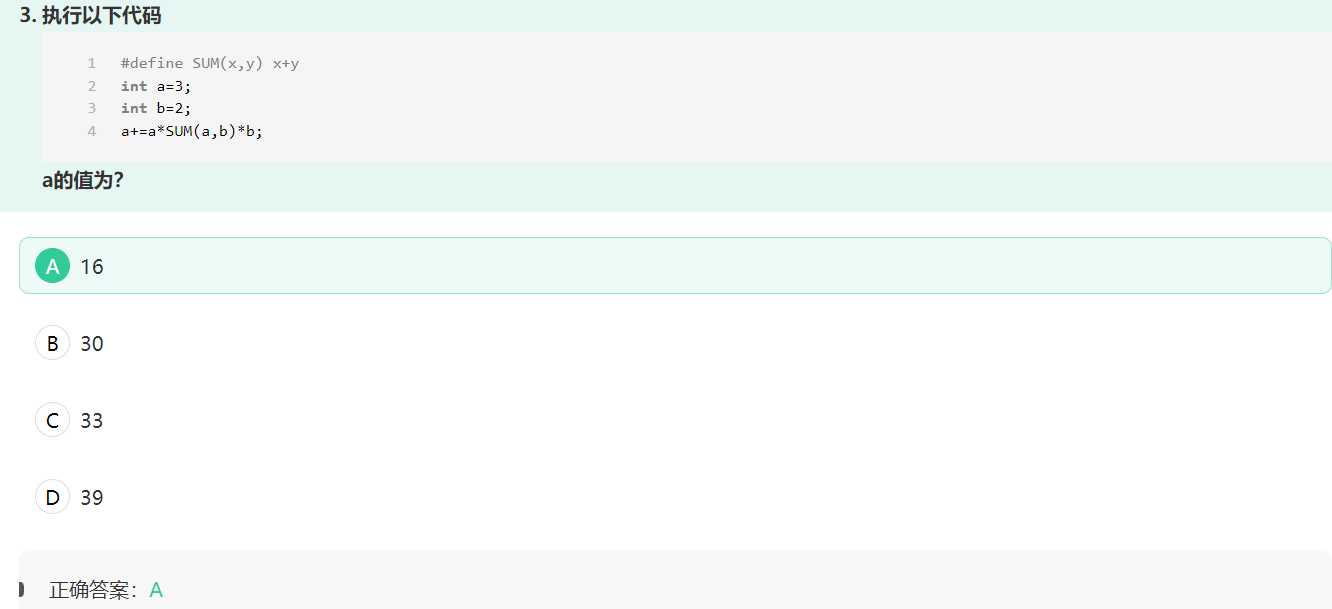 3. 执行以下代码
1 #define SUM(x,y) x+y
2 int a=3;
3 int b=2;
4 a+=a*SUM(a,b)*b;
a的值为?
A 16
B 30
C 33
D 39
正确答案: A